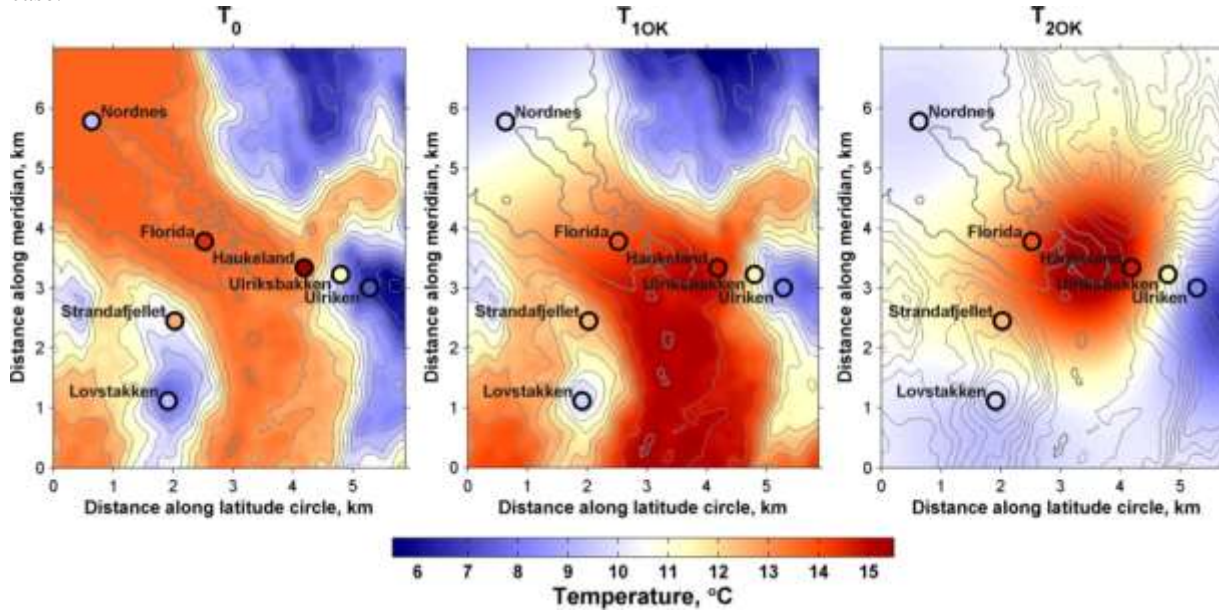 T0
T1OK
T2OK
Distance along meridian, km
6
5
4
3
2
1
0
Nordnes
Florida
Haukeland
Ulriksbakken
Ulriken
Strandafjellet
Lovstakken
0 1 2 3 4 5
Distance along latitude circle, km
Distance along meridian, km
6
5
4
3
2
1
0
Nordnes
Florida
Haukeland
Ulriksbakken
Ulriken
Strandafjellet
Lovstakken
0 1 2 3 4 5
Distance along latitude circle, km
Distance along meridian, km
6
5
4
3
2
1
0
Nordnes
Florida
Haukeland
Ulriksbakken
Ulriken
Strandafjellet
Lovstakken
0 1 2 3 4 5
Distance along latitude circle, km
6 7 8 9 10 11 12 13 14 15
Temperature, °C